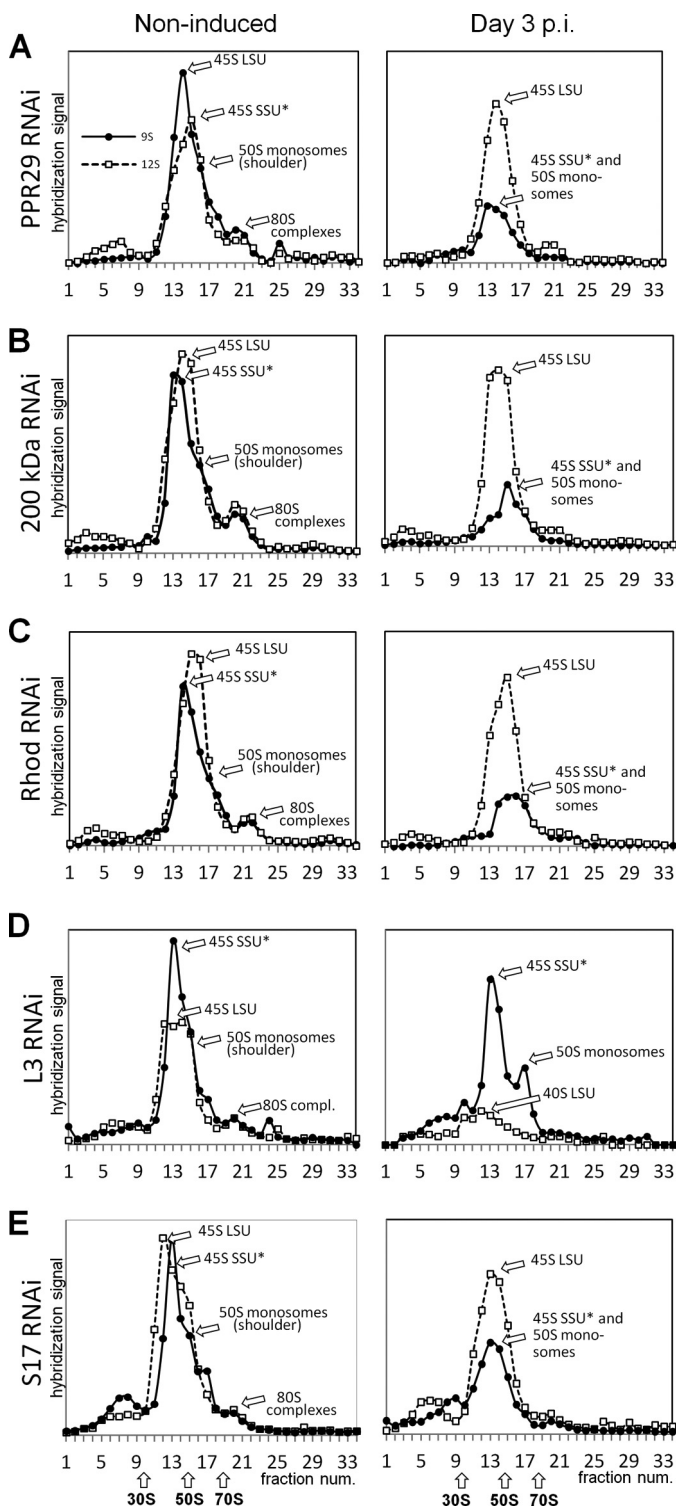 Non-induced
Day 3 p.i.
A
PPR29 RNAi
hybridization signal
9S
12S
45S LSU
45S SSU*
50S monosomes
(shoulder)
80S
complexes
1 5 9 13 17 21 25 29 33
45S LSU
45S SSU* and
50S mono-
somes
1 5 9 13 17 21 25 29 33
B
200 kDa RNAi
hybridization signal
45S LSU
45S SSU*
50S monosomes
(shoulder)
80S
complexes
1 5 9 13 17 21 25 29 33
45S LSU
45S SSU* and
50S mono-
somes
1 5 9 13 17 21 25 29 33
C
Rhod RNAi
hybridization signal
45S LSU
45S SSU*
50S monosomes
(shoulder)
80S
complexes
1 5 9 13 17 21 25 29 33
45S LSU
45S SSU* and
50S mono-
somes
1 5 9 13 17 21 25 29 33
D
L3 RNAi
hybridization signal
45S SSU*
45S LSU
50S monosomes
(shoulder)
80S compl.
1 5 9 13 17 21 25 29 33
45S SSU*
50S monosomes
40S LSU
1 5 9 13 17 21 25 29 33
E
S17 RNAi
hybridization signal
45S LSU
45S SSU*
50S monosomes
(shoulder)
80S
complexes
1 5 9 13 17 21 25 29 33
fraction num.
30S 50S 70S
45S LSU
45S SSU* and
50S mono-
somes
1 5 9 13 17 21 25 29 33
fraction num.
30S 50S 70S